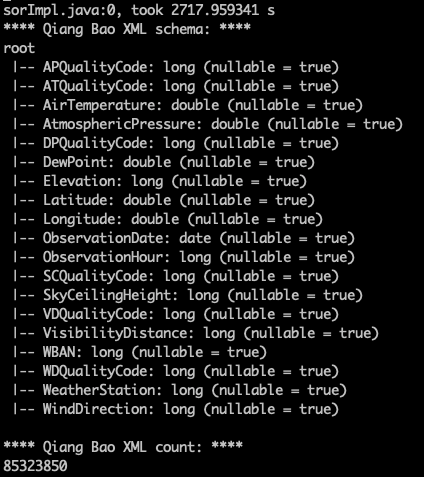 sorImpl.java:0, took 2717.959341 s
**** Qiang Bao XML schema: ****
root
 |-- APQualityCode: long (nullable = true)
 |-- ATQualityCode: long (nullable = true)
 |-- AirTemperature: double (nullable = true)
 |-- AtmosphericPressure: double (nullable = true)
 |-- DPQualityCode: long (nullable = true)
 |-- DewPoint: double (nullable = true)
 |-- Elevation: long (nullable = true)
 |-- Latitude: double (nullable = true)
 |-- Longitude: double (nullable = true)
 |-- ObservationDate: date (nullable = true)
 |-- ObservationHour: long (nullable = true)
 |-- SCQualityCode: long (nullable = true)
 |-- SkyCeilingHeight: long (nullable = true)
 |-- VDQualityCode: long (nullable = true)
 |-- VisibilityDistance: long (nullable = true)
 |-- WBAN: long (nullable = true)
 |-- WDQualityCode: long (nullable = true)
 |-- WeatherStation: long (nullable = true)
 |-- WindDirection: long (nullable = true)

**** Qiang Bao XML count: ****
85323850